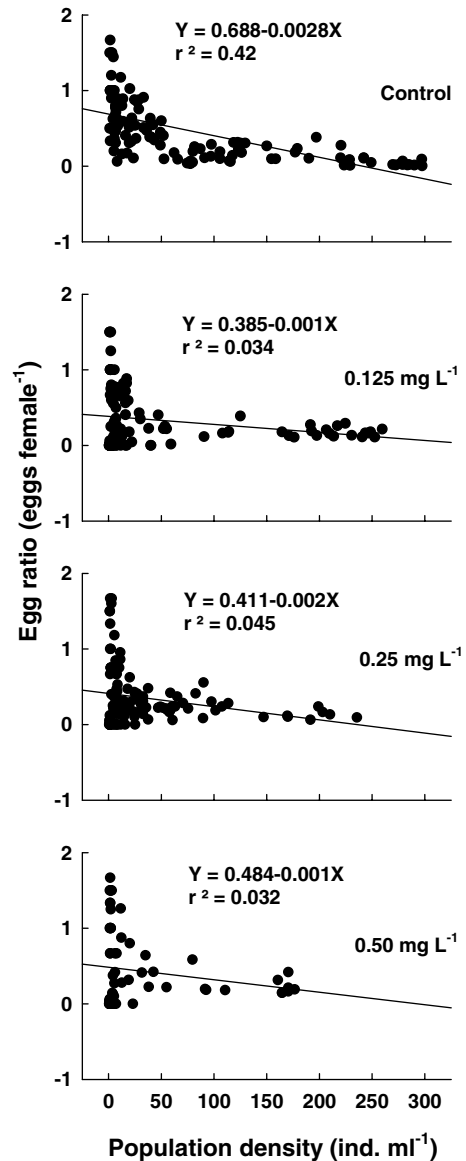 Y = 0.688-0.0028X
r ² = 0.42
Control
2
1
0
-1
Y = 0.385-0.001X
r ² = 0.034
0.125 mg L-1
2
1
0
-1
Y = 0.411-0.002X
r ² = 0.045
0.25 mg L-1
2
1
0
-1
Y = 0.484-0.001X
r ² = 0.032
0.50 mg L-1
2
1
0
-1
0 50 100 150 200 250 300
Egg ratio (eggs female-1)
Population density (ind. ml-1)